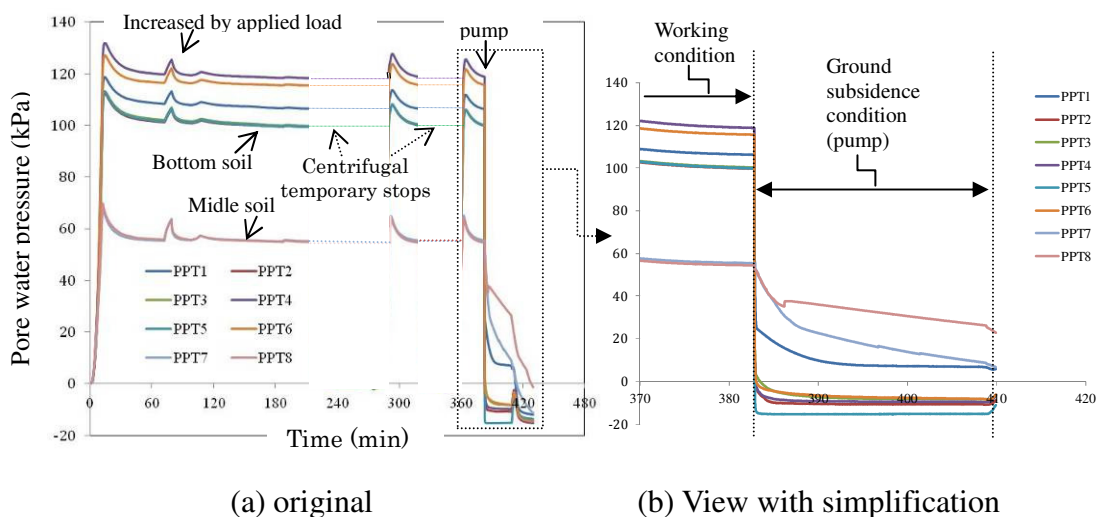 140
120
100
80
60
40
20
0
-20
Pore water pressure (kPa)
0 60 120 180 240 300 360 420 480
Time (min)
Increased by applied load
pump
Bottom soil
Centrifugal
temporary stops
Midle soil
PPT1 PPT2
PPT3 PPT4
PPT5 PPT6
PPT7 PPT8
(a) original
Working
condition
Ground
subsidence
condition
(pump)
140
120
100
80
60
40
20
0
-20
370 380 390 400 410 420
PPT1
PPT2
PPT3
PPT4
PPT5
PPT6
PPT7
PPT8
(b) View with simplification